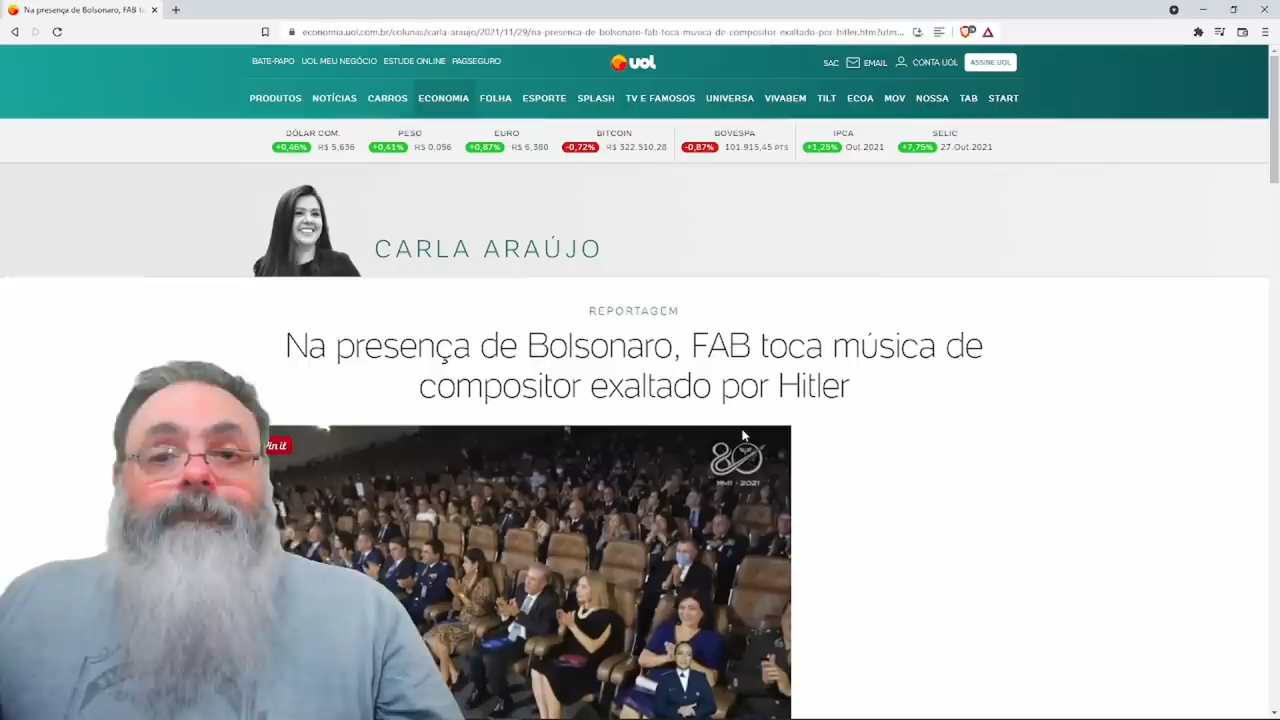 Na presença de Bolsonaro, FAB to
economia.uol.com.br/colunas/carla-araujo/2021/11/29/na-presenca-de-bolsonaro-fab-toca-musica-de-compositor-exaltado-por-hitler.htm?utm...
BATE-PAPO UOL MEU NEGÓCIO ESTUDE ONLINE PAGSEGURO
UOL
SAC EMAIL CONTA UOL ASSINE UOL
PRODUTOS NOTÍCIAS CARROS ECONOMIA FOLHA ESPORTE SPLASH TV E FAMOSOS UNIVERSA VIVABEM TILT ECOA MOV NOSSA TAB START
DÓLAR COM. PESO EURO BITCOIN BOVESPA IPCA SELIC
+0,46% R$ 5,636 +0,41% R$ 0,056 +0,87% R$ 6,380 -0,72% R$ 322.510,28 -0,87% 101.915,45 PTS +1,25% Out.2021 +7,75% 27.Out.2021
CARLA ARAÚJO
REPORTAGEM
Na presença de Bolsonaro, FAB toca música de
compositor exaltado por Hitler
Pin it
80
1941 - 2021